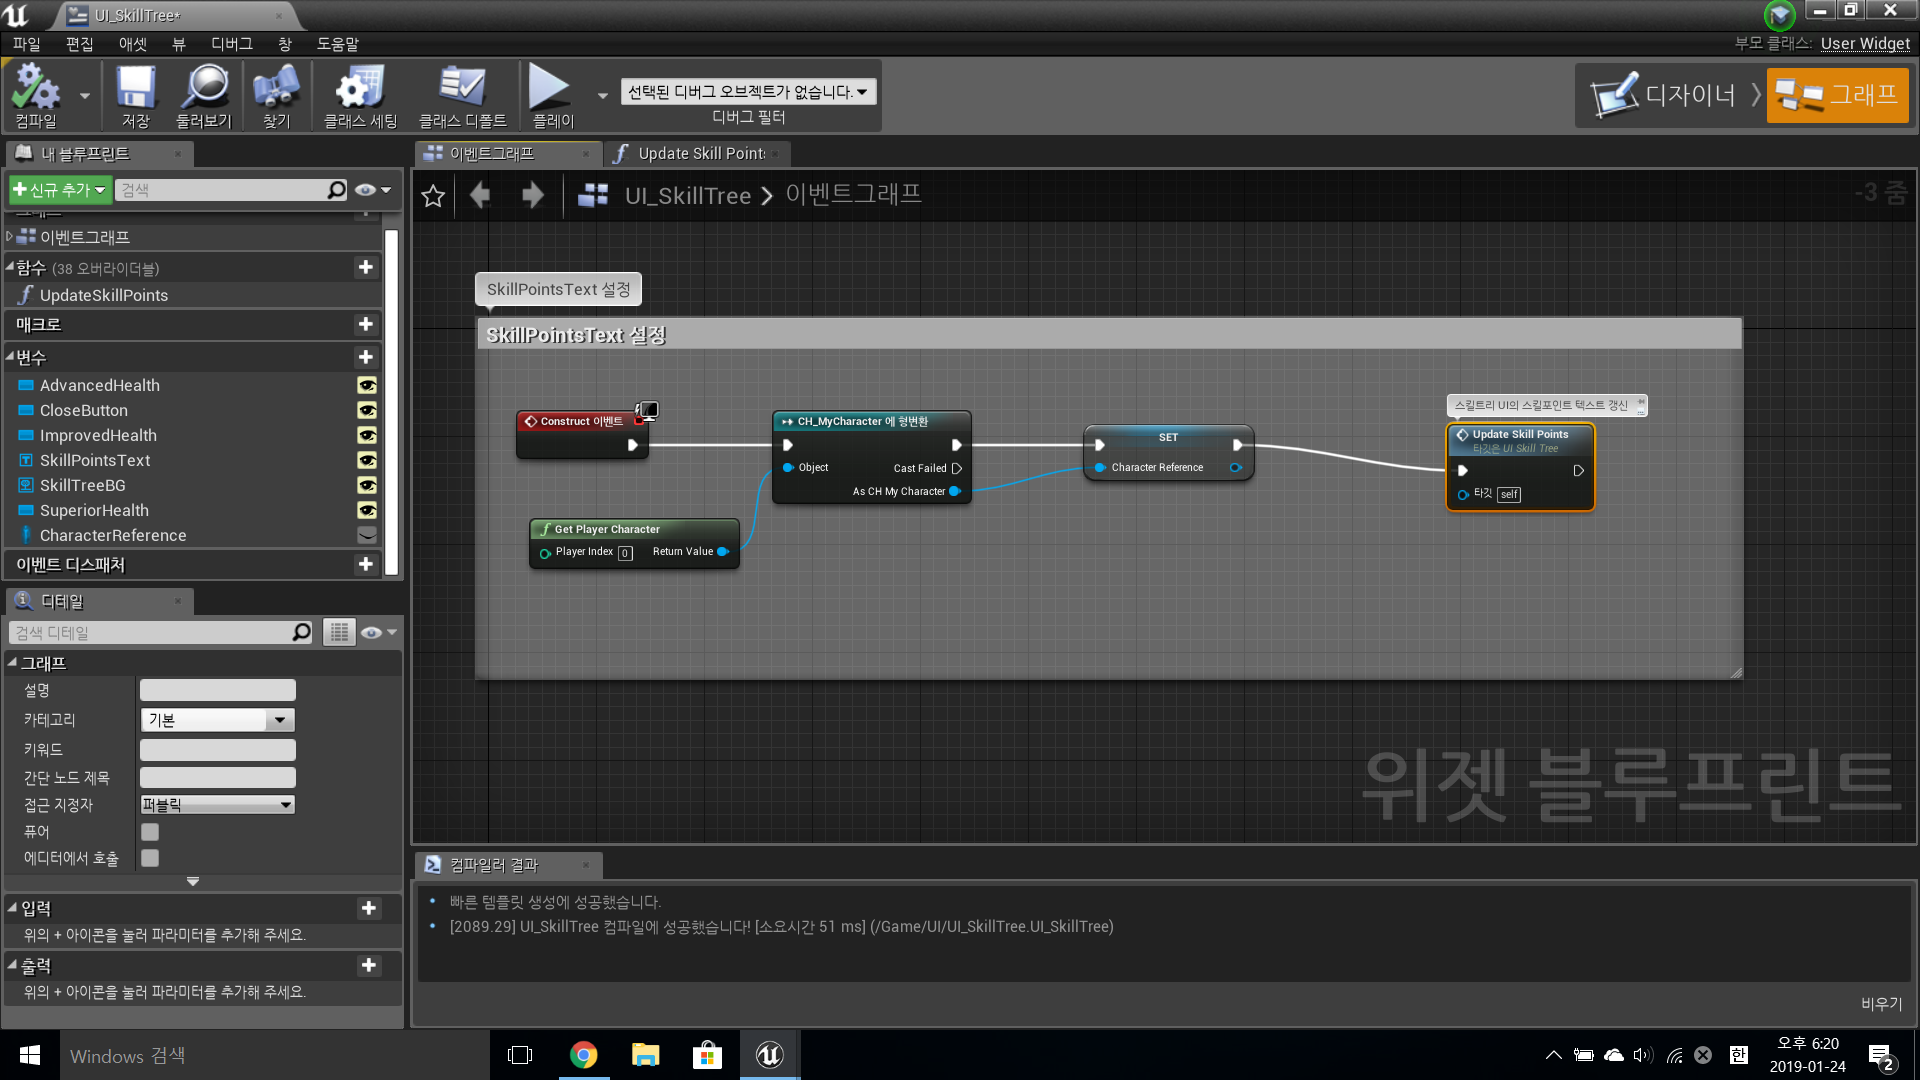 UI_SkillTree*
파일 편집 애셋 뷰 디버그 창 도움말
부모 클래스: User Widget
컴파일 저장 둘러보기 찾기 클래스 세팅 클래스 디폴트 플레이
선택된 디버그 오브젝트가 없습니다.
디버그 필터
디자이너 그래프
내 블루프린트
신규 추가 검색
그래프
이벤트그래프
함수 (38 오버라이더블)
UpdateSkillPoints
매크로
변수
AdvancedHealth
CloseButton
ImprovedHealth
SkillPointsText
SkillTreeBG
SuperiorHealth
CharacterReference
이벤트 디스패처
디테일
검색 디테일
그래프
설명
카테고리 기본
키워드
간단 노드 제목
접근 지정자 퍼블릭
퓨어
에디터에서 호출
입력
위의 + 아이콘을 눌러 파라미터를 추가해 주세요.
출력
위의 + 아이콘을 눌러 파라미터를 추가해 주세요.
이벤트그래프 Update Skill Point
UI_SkillTree > 이벤트그래프
-3 줌
SkillPointsText 설정
SkillPointsText 설정
Construct 이벤트
CH_MyCharacter 에 형변환
Object Cast Failed
As CH My Character
Get Player Character
Player Index 0 Return Value
SET
Character Reference
스킬트리 UI의 스킬포인트 텍스트 갱신
Update Skill Points
타깃은 UI Skill Tree
타깃 self
위젯 블루프린트
컴파일러 결과
빠른 템플릿 생성에 성공했습니다.
[2089.29] UI_SkillTree 컴파일에 성공했습니다! [소요시간 51 ms] (/Game/UI/UI_SkillTree.UI_SkillTree)
비우기
Windows 검색
한
오후 6:20
2019-01-24
2